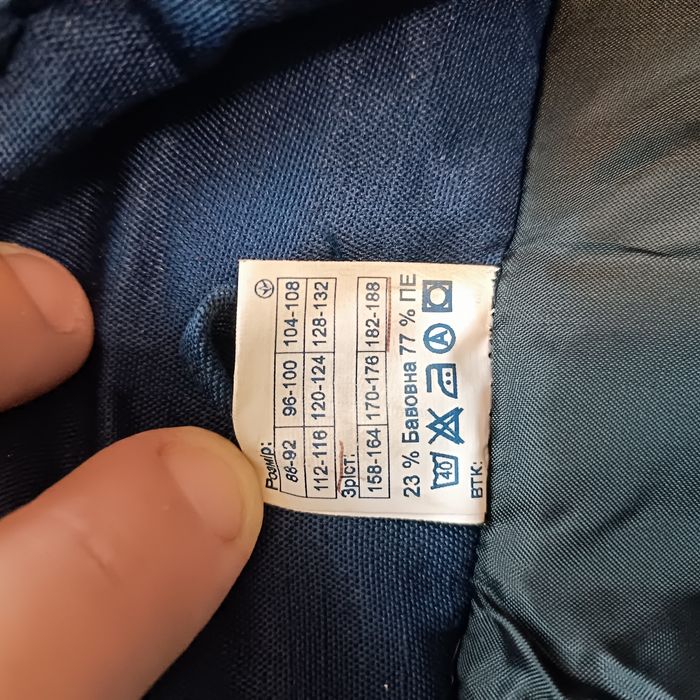 Розмір:
88-92 96-100 104-108
112-116 120-124 128-132
Зріст:
158-164 170-176 182-188
23 % Бавовна 77 % ПЕ
40 A
ВТК: